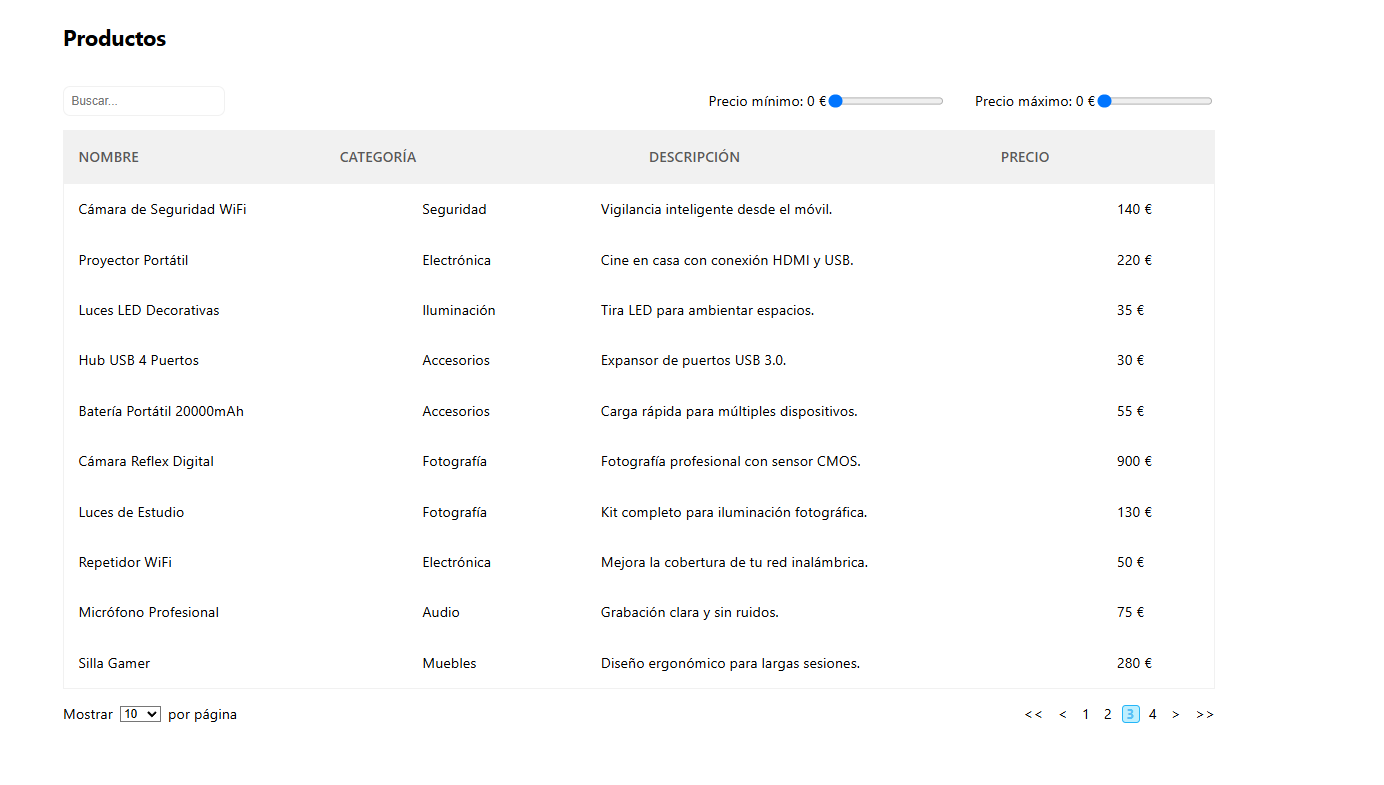 Productos
Buscar... Precio mínimo: 0 € Precio máximo: 0 €
NOMBRE CATEGORÍA DESCRIPCIÓN PRECIO
Cámara de Seguridad WiFi Seguridad Vigilancia inteligente desde el móvil. 140 €
Proyector Portátil Electrónica Cine en casa con conexión HDMI y USB. 220 €
Luces LED Decorativas Iluminación Tira LED para ambientar espacios. 35 €
Hub USB 4 Puertos Accesorios Expansor de puertos USB 3.0. 30 €
Batería Portátil 20000mAh Accesorios Carga rápida para múltiples dispositivos. 55 €
Cámara Reflex Digital Fotografía Fotografía profesional con sensor CMOS. 900 €
Luces de Estudio Fotografía Kit completo para iluminación fotográfica. 130 €
Repetidor WiFi Electrónica Mejora la cobertura de tu red inalámbrica. 50 €
Micrófono Profesional Audio Grabación clara y sin ruidos. 75 €
Silla Gamer Muebles Diseño ergonómico para largas sesiones. 280 €
Mostrar 10 por página << < 1 2 3 4 > >>